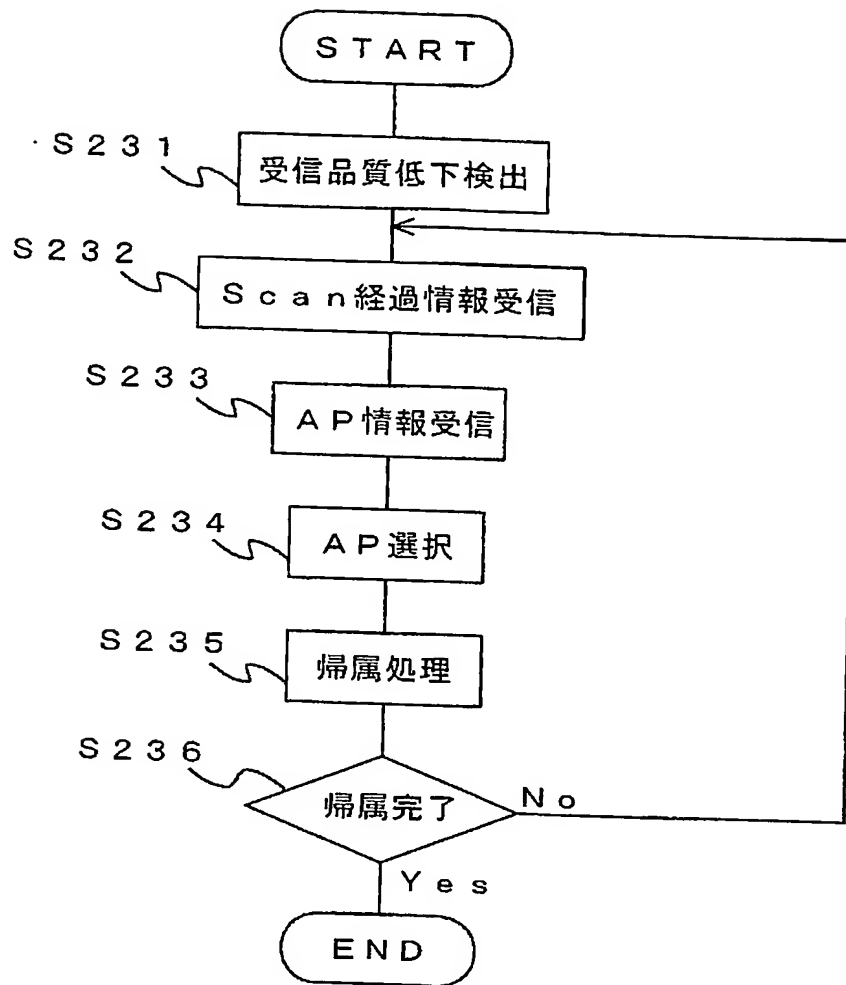 START
S231
受信品質低下検出
S232
Scan経過情報受信
S233
AP情報受信
S234
AP選択
S235
帰属処理
S236
帰属完了
No
Yes
END